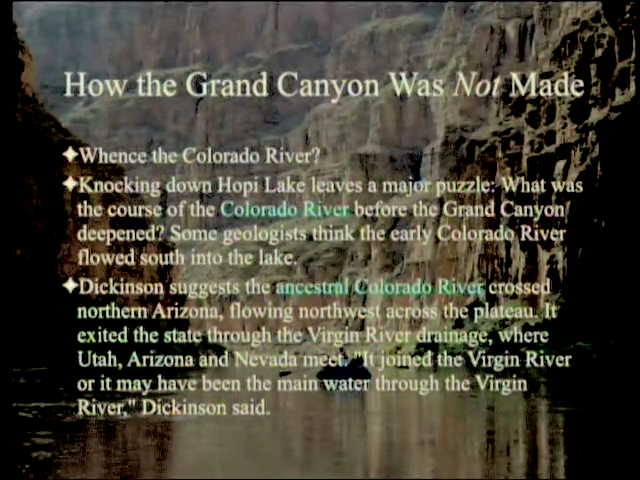 How the Grand Canyon Was Not Made
✦Whence the Colorado River?
✦Knocking down Hopi Lake leaves a major puzzle: What was
the course of the Colorado River before the Grand Canyon
deepened? Some geologists think the early Colorado River
flowed south into the lake.
✦Dickinson suggests the ancestral Colorado River crossed
northern Arizona, flowing northwest across the plateau. It
exited the state through the Virgin River drainage, where
Utah, Arizona and Nevada meet. "It joined the Virgin River
or it may have been the main water through the Virgin
River," Dickinson said.